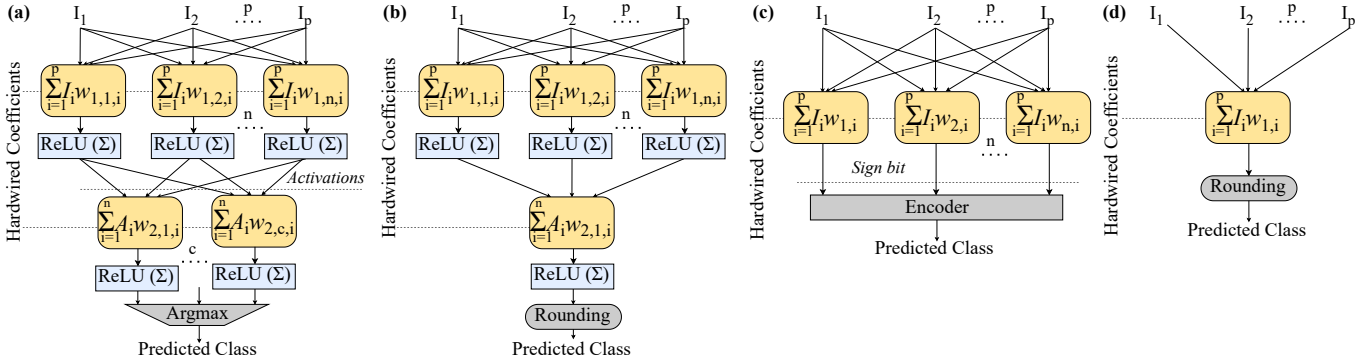 (a)
I1 I2 p .... Ip
Hardwired Coefficients
p∑i=1 Iiw1,1,i p∑i=1 Iiw1,2,i p∑i=1 Iiw1,n,i
n
....
ReLU (Σ) ReLU (Σ) ReLU (Σ)
Activations
n∑i=1 Aiw2,1,i n∑i=1 Aiw2,c,i
c
....
ReLU (Σ) ReLU (Σ)
....
Argmax
Predicted Class
(b)
I1 I2 p .... Ip
Hardwired Coefficients
p∑i=1 Iiw1,1,i p∑i=1 Iiw1,2,i p∑i=1 Iiw1,n,i
n
....
ReLU (Σ) ReLU (Σ) ReLU (Σ)
n∑i=1 Aiw2,1,i
ReLU (Σ)
Rounding
Predicted Class
(c)
I1 I2 p .... Ip
Hardwired Coefficients
p∑i=1 Iiw1,i p∑i=1 Iiw2,i p∑i=1 Iiwn,i
n
....
Sign bit
Encoder
Predicted Class
(d)
I1 I2 p .... Ip
Hardwired Coefficients
p∑i=1 Iiw1,i
Rounding
Predicted Class